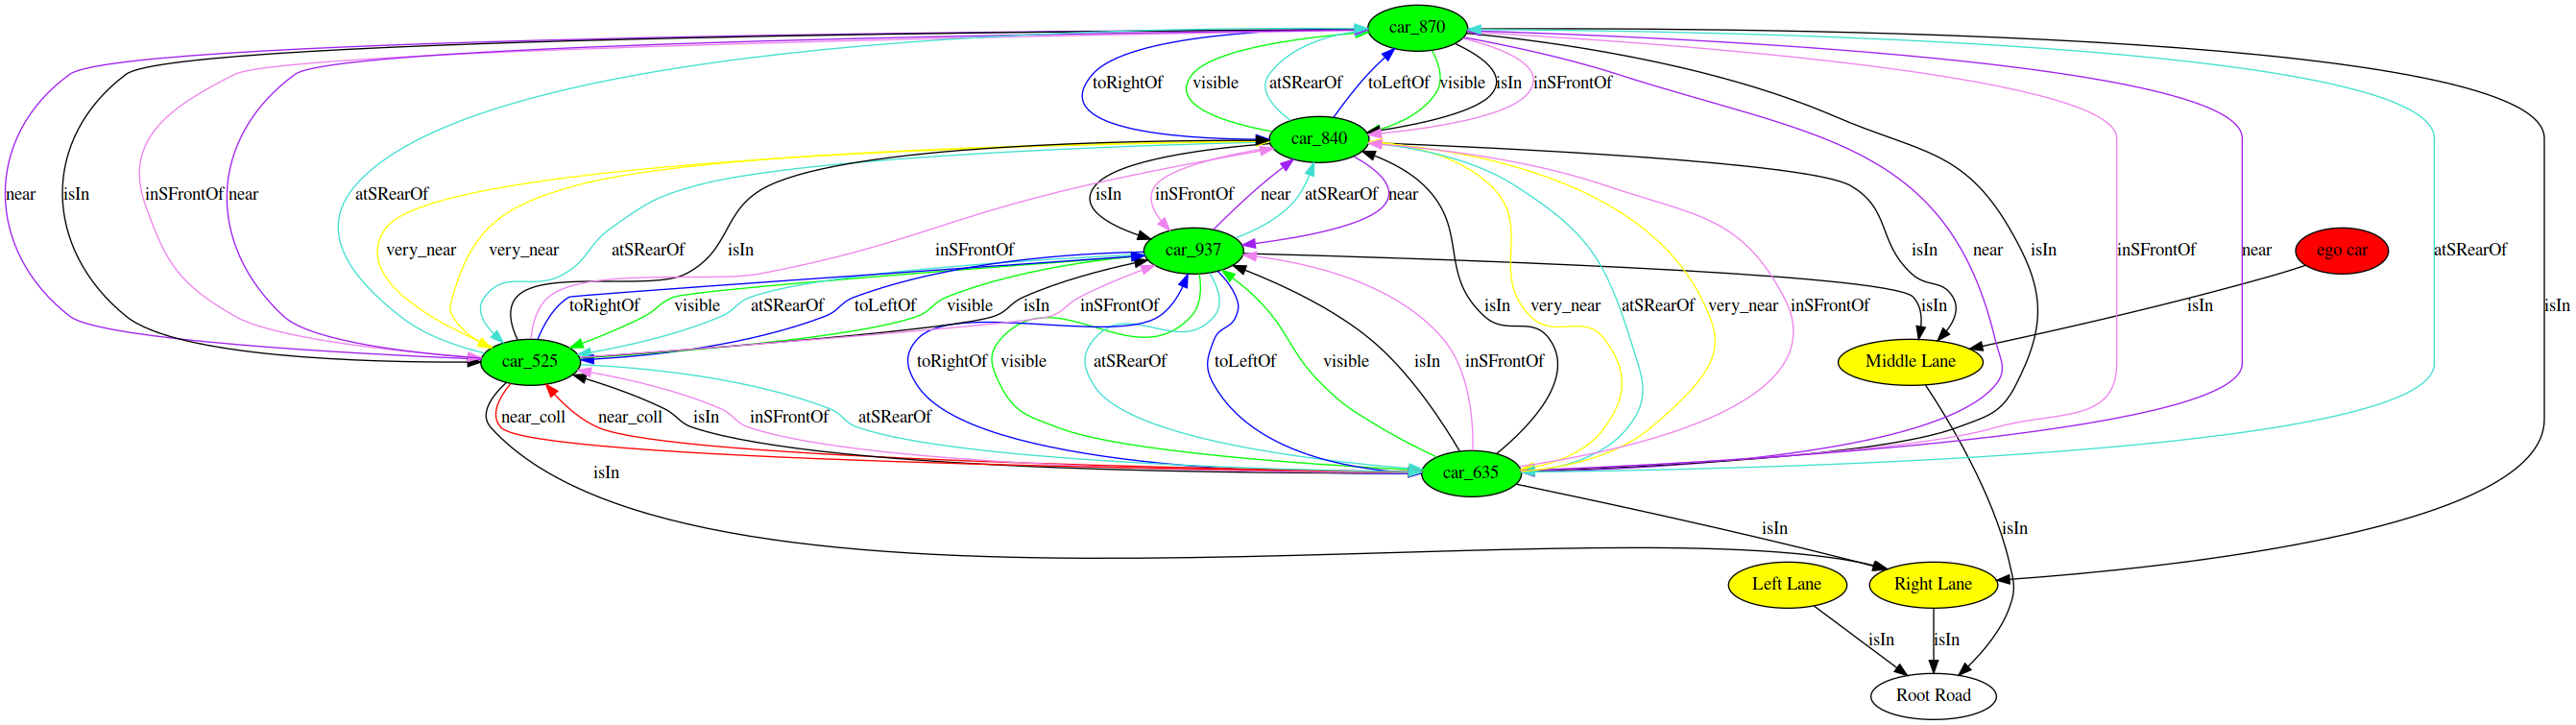 car_870
toRightOf visible atSRearOf toLeftOf visible isIn inSFrontOf
car_840
near isIn inSFrontOf near atSRearOf isIn inSFrontOf near atSRearOf near
very_near very_near atSRearOf isIn inSFrontOf car_937 isIn near isIn inSFrontOf near ego car atSRearOf
toRightOf visible atSRearOf toLeftOf visible isIn inSFrontOf isIn very_near atSRearOf very_near inSFrontOf isIn isIn isIn
car_525 toRightOf visible atSRearOf toLeftOf visible isIn inSFrontOf Middle Lane
near_coll near_coll isIn inSFrontOf atSRearOf
isIn car_635
isIn isIn
Left Lane Right Lane
isIn isIn
Root Road